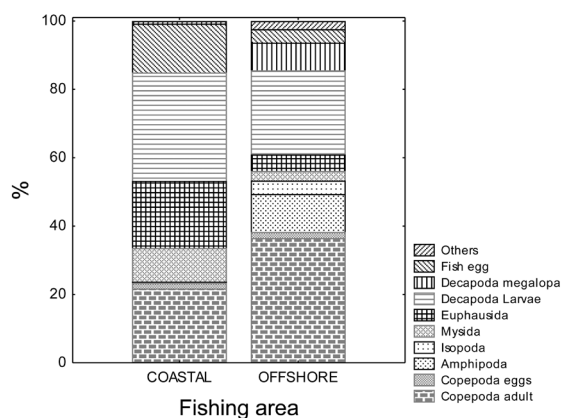 100
80
60
40
20
0
%
COASTAL OFFSHORE
Fishing area
Others
Fish egg
Decapoda megalopa
Decapoda Larvae
Euphausida
Mysida
Isopoda
Amphipoda
Copepoda eggs
Copepoda adult